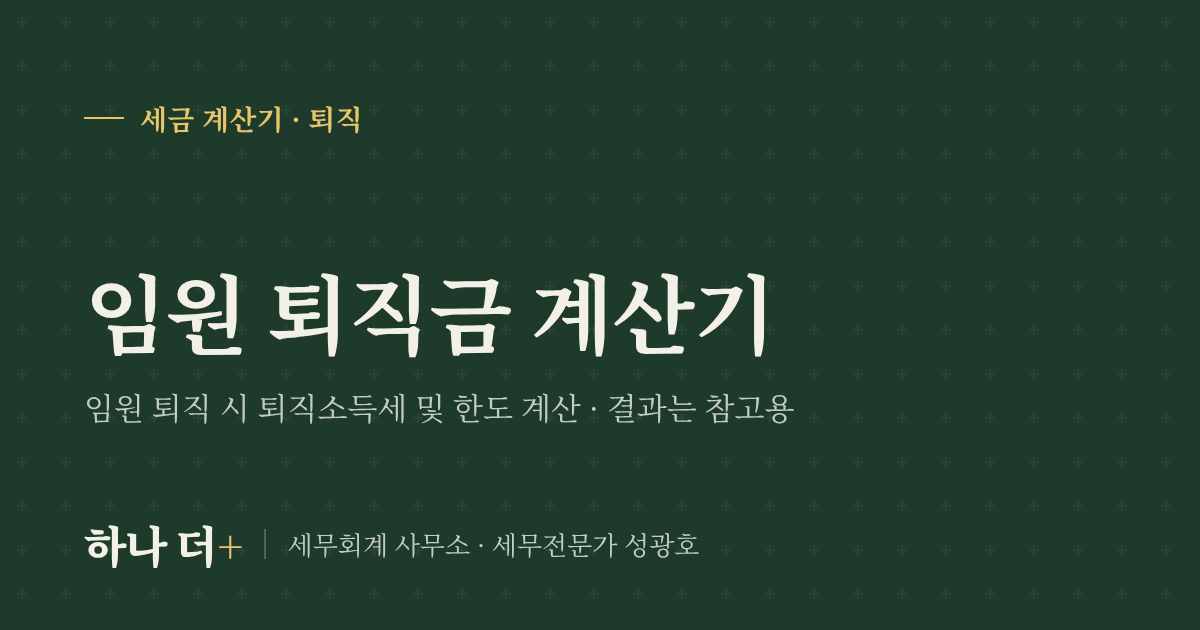 세금 계산기 · 퇴직
임원 퇴직금 계산기
임원 퇴직 시 퇴직소득세 및 한도 계산 · 결과는 참고용
하나 더+ | 세무회계 사무소 · 세무전문가 성광호